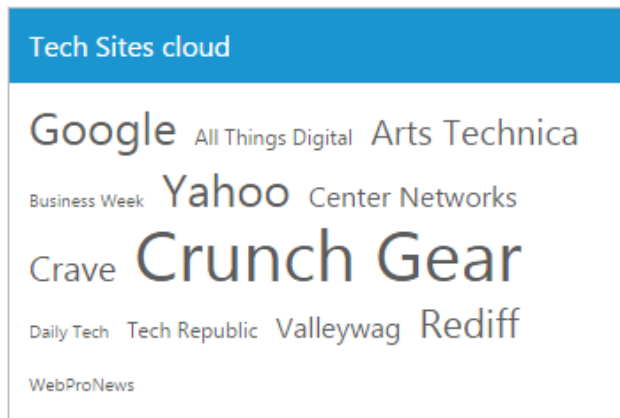 Tech Sites cloud
Google All Things Digital Arts Technica
Business Week Yahoo Center Networks
Crave Crunch Gear
Daily Tech Tech Republic Valleywag Rediff
WebProNews